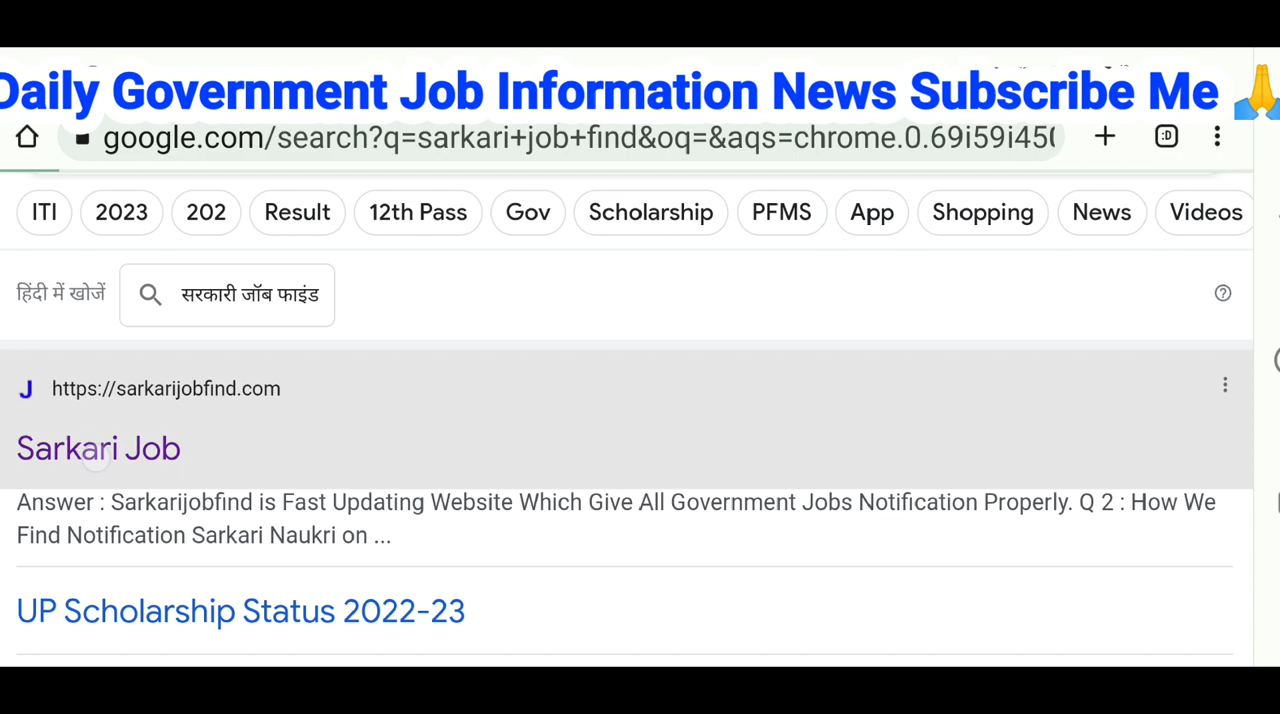 Daily Government Job Information News Subscribe Me 🙏
google.com/search?q=sarkari+job+find&oq=&aqs=chrome.0.69i59i450
ITI 2023 202 Result 12th Pass Gov Scholarship PFMS App Shopping News Videos
हिंदी में खोजें सरकारी जॉब फाइंड
J https://sarkarijobfind.com
Sarkari Job
Answer : Sarkarijobfind is Fast Updating Website Which Give All Government Jobs Notification Properly. Q 2 : How We
Find Notification Sarkari Naukri on ...
UP Scholarship Status 2022-23